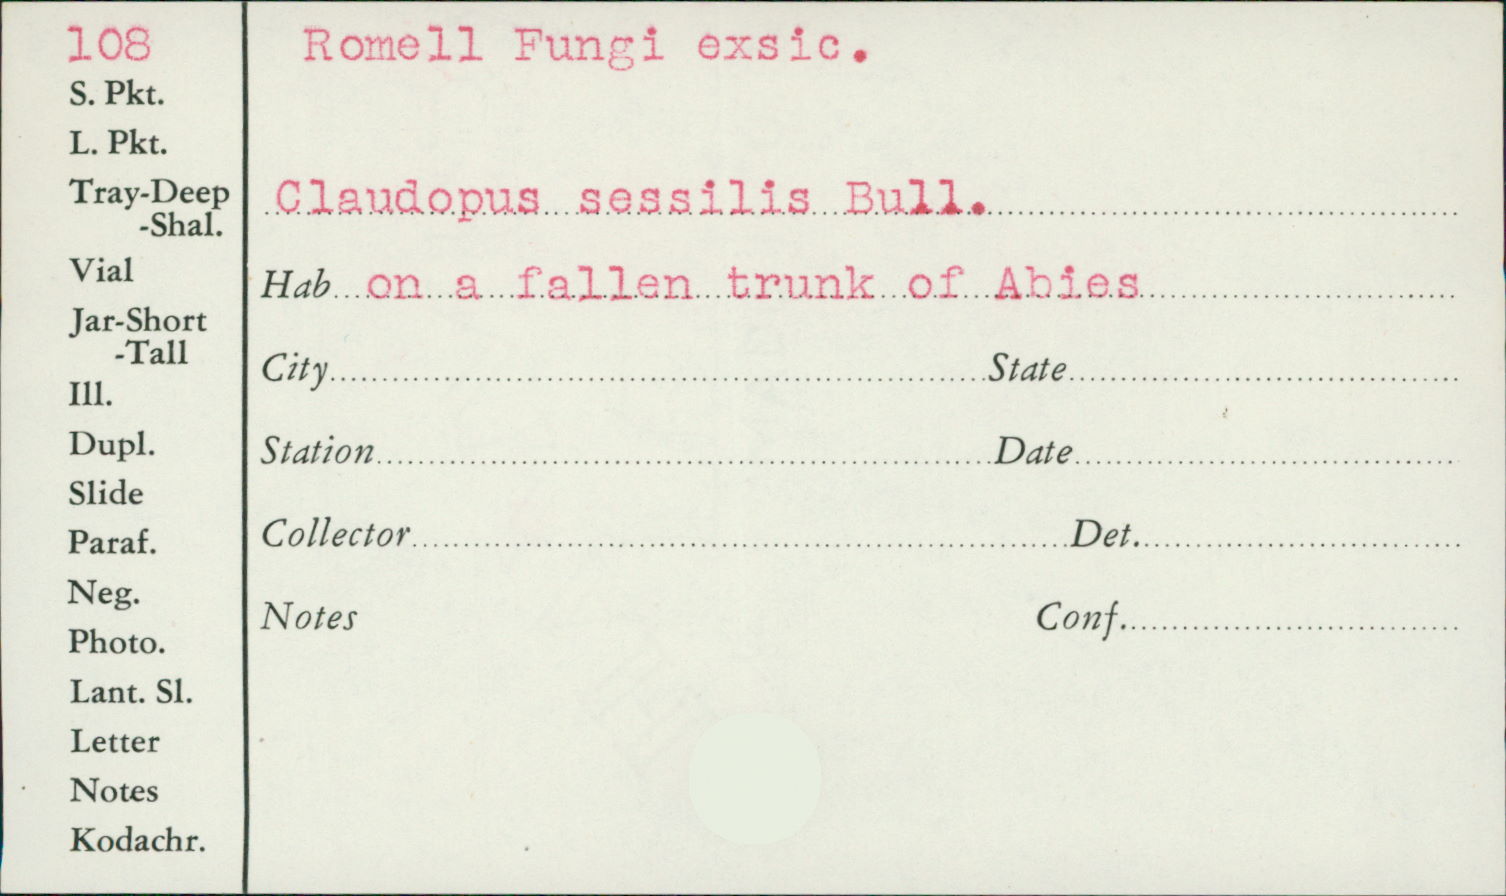 108
S. Pkt.
L. Pkt.
Tray-Deep
-Shal.
Vial
Jar-Short
-Tall
Ill.
Dupl.
Slide
Paraf.
Neg.
Photo.
Lant. Sl.
Letter
Notes
Kodachr.
Romell Fungi exsic.
Claudopus sessilis Bull.
Hab on a fallen trunk of Abies
City State
Station Date
Collector Det.
Notes Conf.